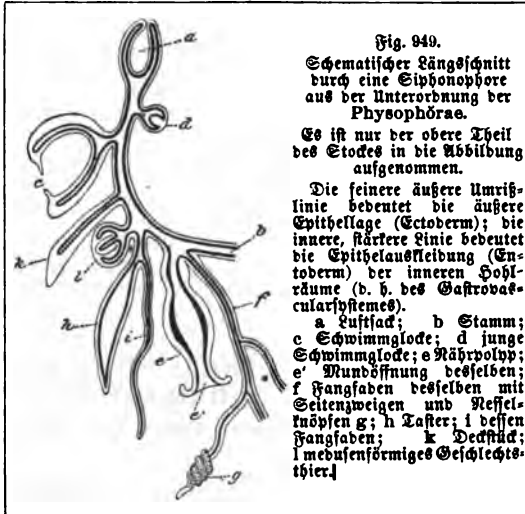 Fig. 949.
Schematischer Längsschnitt
durch eine Siphonophore
aus der Unterordnung der
Physophōrae.
Es ist nur der obere Theil
des Stockes in die Abbildung
aufgenommen.
Die feinere äußere Umriß-
linie bedeutet die äußere
Epithellage (Ectoderm); die
innere, stärkere Linie bedeutet
die Epithelauskleidung (En-
toderm) der inneren Hohl-
räume (d. h. des Gastrovas-
cularsystemes).
a Luftsack; b Stamm;
c Schwimmglocke; d junge
Schwimmglocke; e Nährpolyp;
e' Mundöffnung desselben;
f Fangfaden desselben mit
Seitenzweigen und Nessel-
knöpfen g; h Taster; i dessen
Fangfaden; k Deckstück;
l medusenförmiges Geschlechts-
thier.
a
d
c
b
k
l
f
h
i
e
e'
g